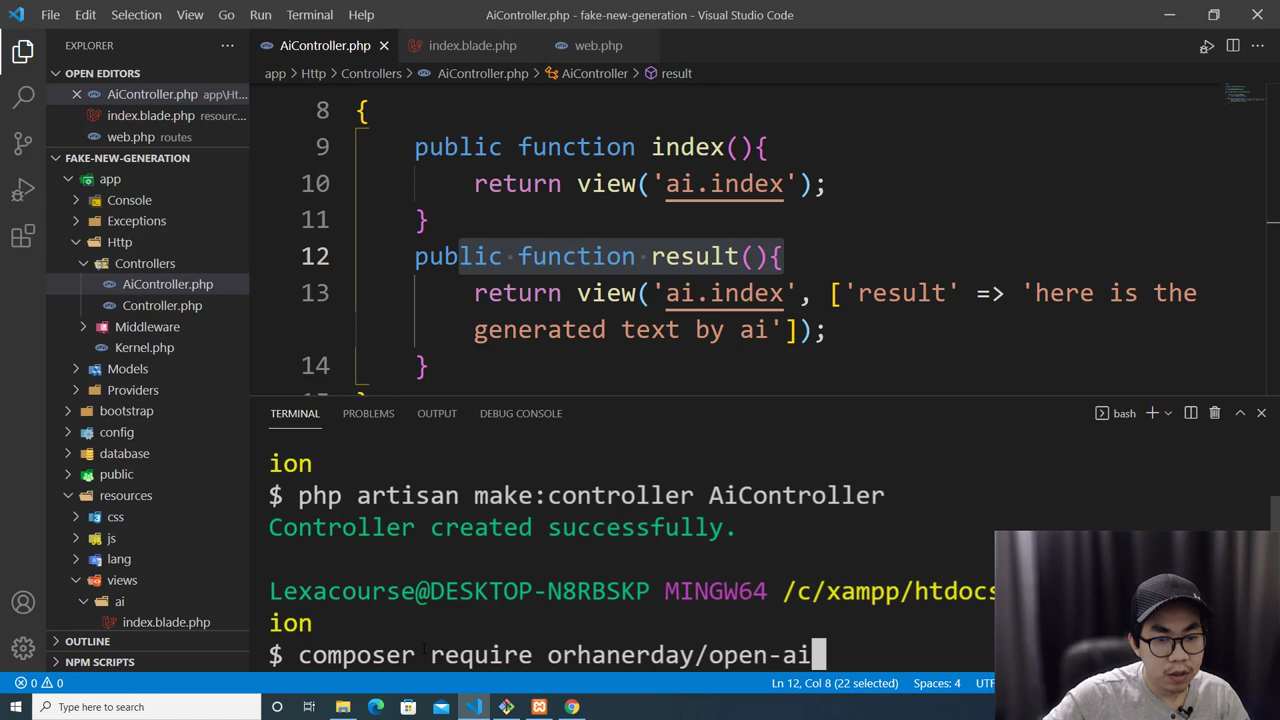 File Edit Selection View Go Run Terminal Help AiController.php - fake-new-generation - Visual Studio Code
EXPLORER
OPEN EDITORS
AiController.php app\Htt...
index.blade.php resourc...
web.php routes
FAKE-NEW-GENERATION
app
Console
Exceptions
Http
Controllers
AiController.php
Controller.php
Middleware
Kernel.php
Models
Providers
bootstrap
config
database
public
resources
css
js
lang
views
ai
index.blade.php
OUTLINE
NPM SCRIPTS
AiController.php index.blade.php web.php
app > Http > Controllers > AiController.php > AiController > result
8 {
9 public function index(){
10 return view('ai.index');
11 }
12 public function result(){
13 return view('ai.index', ['result' => 'here is the
generated text by ai']);
14 }
TERMINAL PROBLEMS OUTPUT DEBUG CONSOLE bash
ion
$ php artisan make:controller AiController
Controller created successfully.
Lexacourse@DESKTOP-N8RBSKP MINGW64 /c/xampp/htdocs
ion
$ composer require orhanerday/open-ai
0 0 Ln 12, Col 8 (22 selected) Spaces: 4 UTF
Type here to search